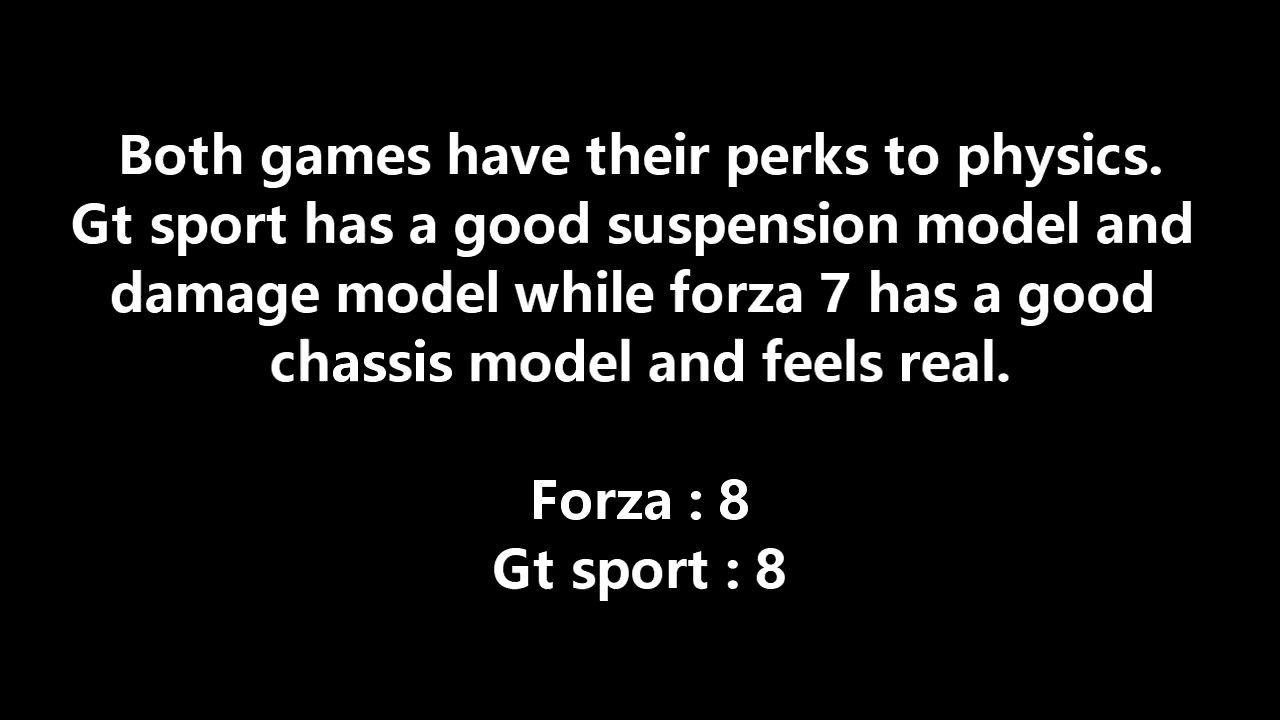 Both games have their perks to physics.
Gt sport has a good suspension model and
damage model while forza 7 has a good
chassis model and feels real.
Forza : 8
Gt sport : 8